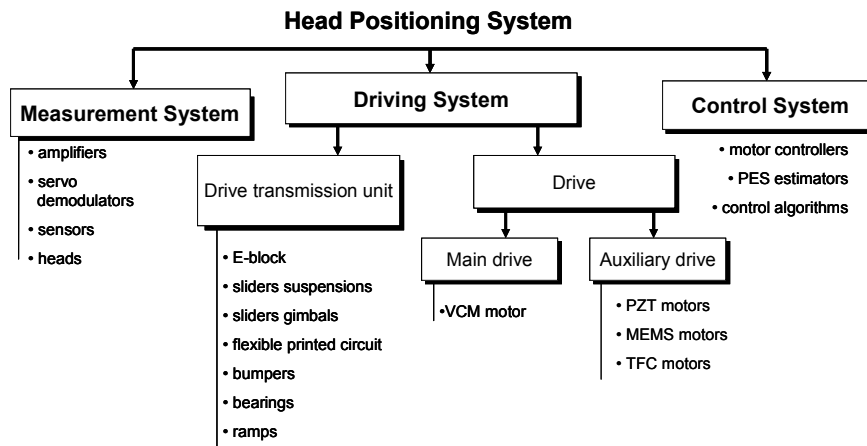 Head Positioning System
Measurement System
• amplifiers
• servo
demodulators
• sensors
• heads
Driving System
Drive transmission unit
• E-block
• sliders suspensions
• sliders gimbals
• flexible printed circuit
• bumpers
• bearings
• ramps
Drive
Main drive
•VCM motor
Auxiliary drive
• PZT motors
• MEMS motors
• TFC motors
Control System
• motor controllers
• PES estimators
• control algorithms